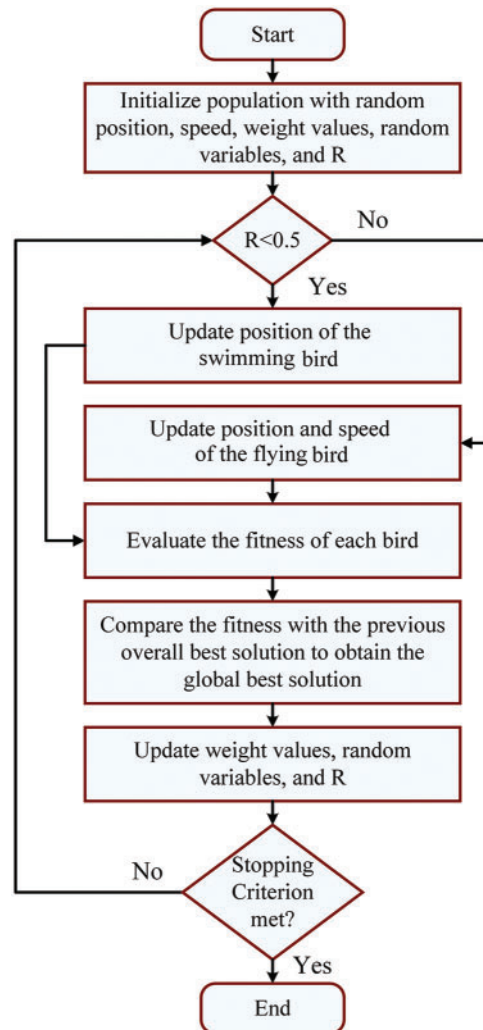 Start
Initialize population with random
position, speed, weight values, random
variables, and R
R<0.5
No
Yes
Update position of the
swimming bird
Update position and speed
of the flying bird
Evaluate the fitness of each bird
Compare the fitness with the previous
overall best solution to obtain the
global best solution
Update weight values, random
variables, and R
No
Stopping
Criterion
met?
Yes
End